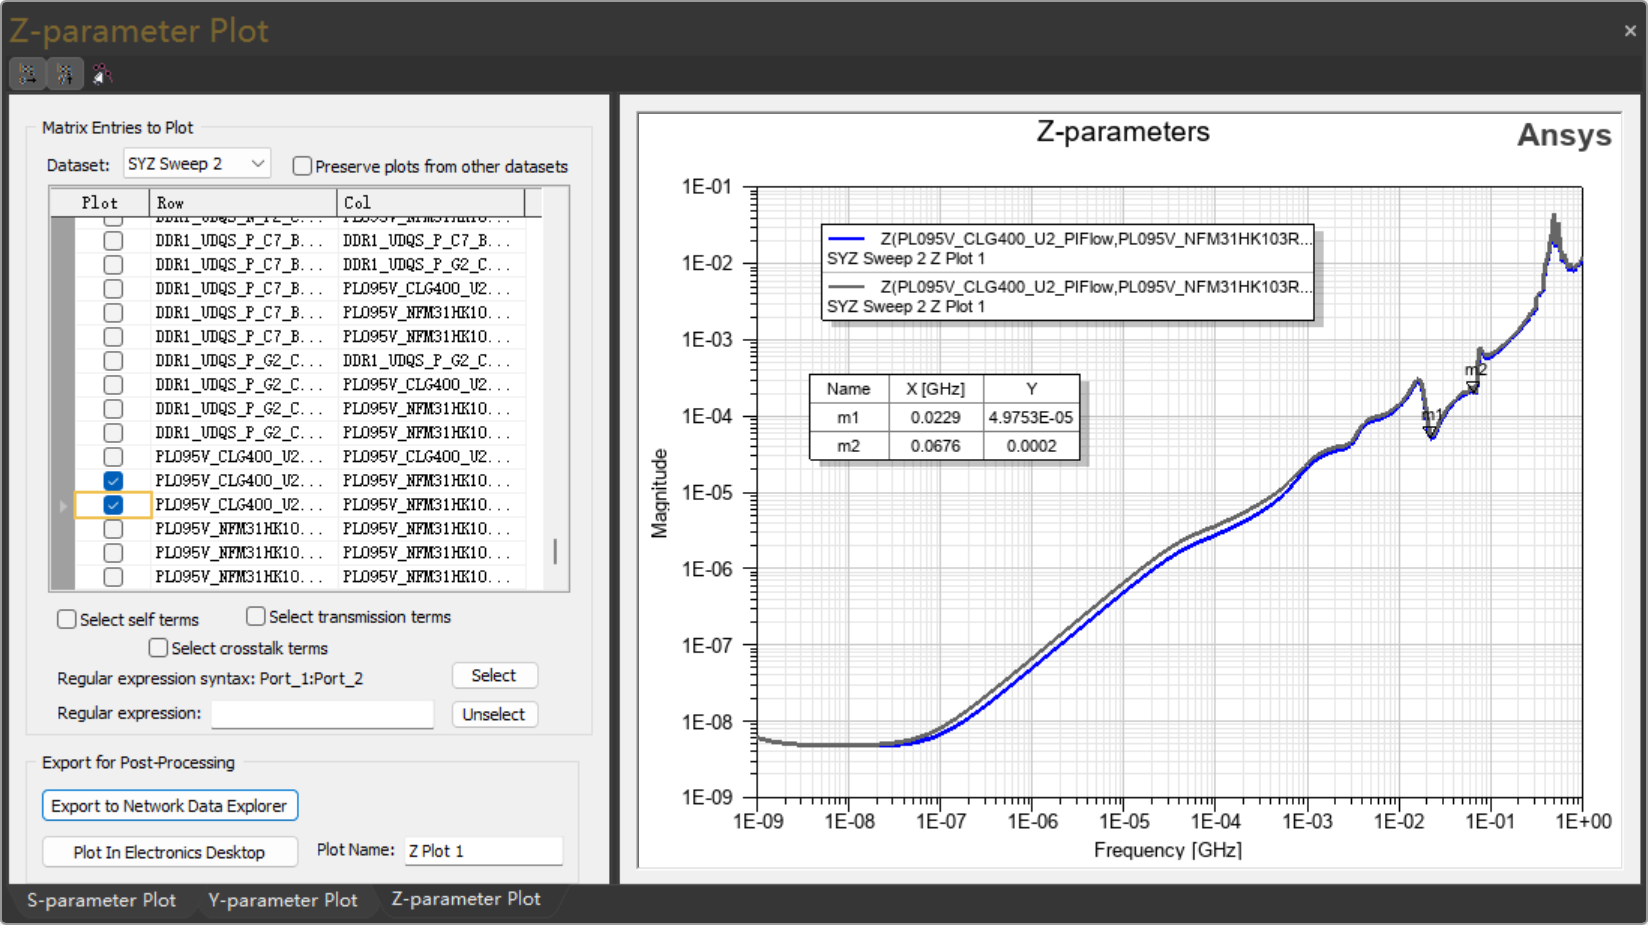 Z-parameter Plot
Matrix Entries to Plot
Dataset: SYZ Sweep 2 Preserve plots from other datasets
Plot Row Col
DDR1_UDQS_P_C7_B... DDR1_UDQS_P_C7_B...
DDR1_UDQS_P_C7_B... DDR1_UDQS_P_G2_C...
DDR1_UDQS_P_C7_B... PL095V_CLG400_U2...
DDR1_UDQS_P_C7_B... PL095V_NFM31HK10...
DDR1_UDQS_P_C7_B... PL095V_NFM31HK10...
DDR1_UDQS_P_G2_C... DDR1_UDQS_P_G2_C...
DDR1_UDQS_P_G2_C... PL095V_CLG400_U2...
DDR1_UDQS_P_G2_C... PL095V_NFM31HK10...
DDR1_UDQS_P_G2_C... PL095V_NFM31HK10...
PL095V_CLG400_U2... PL095V_CLG400_U2...
PL095V_CLG400_U2... PL095V_NFM31HK10...
PL095V_CLG400_U2... PL095V_NFM31HK10...
PL095V_NFM31HK10... PL095V_NFM31HK10...
PL095V_NFM31HK10... PL095V_NFM31HK10...
PL095V_NFM31HK10... PL095V_NFM31HK10...
Select self terms Select transmission terms
Select crosstalk terms
Regular expression syntax: Port_1:Port_2 Select
Regular expression: Unselect
Export for Post-Processing
Export to Network Data Explorer
Plot In Electronics Desktop Plot Name: Z Plot 1
S-parameter Plot Y-parameter Plot Z-parameter Plot
Z-parameters
Ansys
Z(PL095V_CLG400_U2_PIFlow,PL095V_NFM31HK103R...
SYZ Sweep 2 Z Plot 1
Z(PL095V_CLG400_U2_PIFlow,PL095V_NFM31HK103R...
SYZ Sweep 2 Z Plot 1
Name X [GHz] Y
m1 0.0229 4.9753E-05
m2 0.0676 0.0002
m2
m1
Magnitude
1E-01
1E-02
1E-03
1E-04
1E-05
1E-06
1E-07
1E-08
1E-09
1E-09 1E-08 1E-07 1E-06 1E-05 1E-04 1E-03 1E-02 1E-01 1E+00
Frequency [GHz]